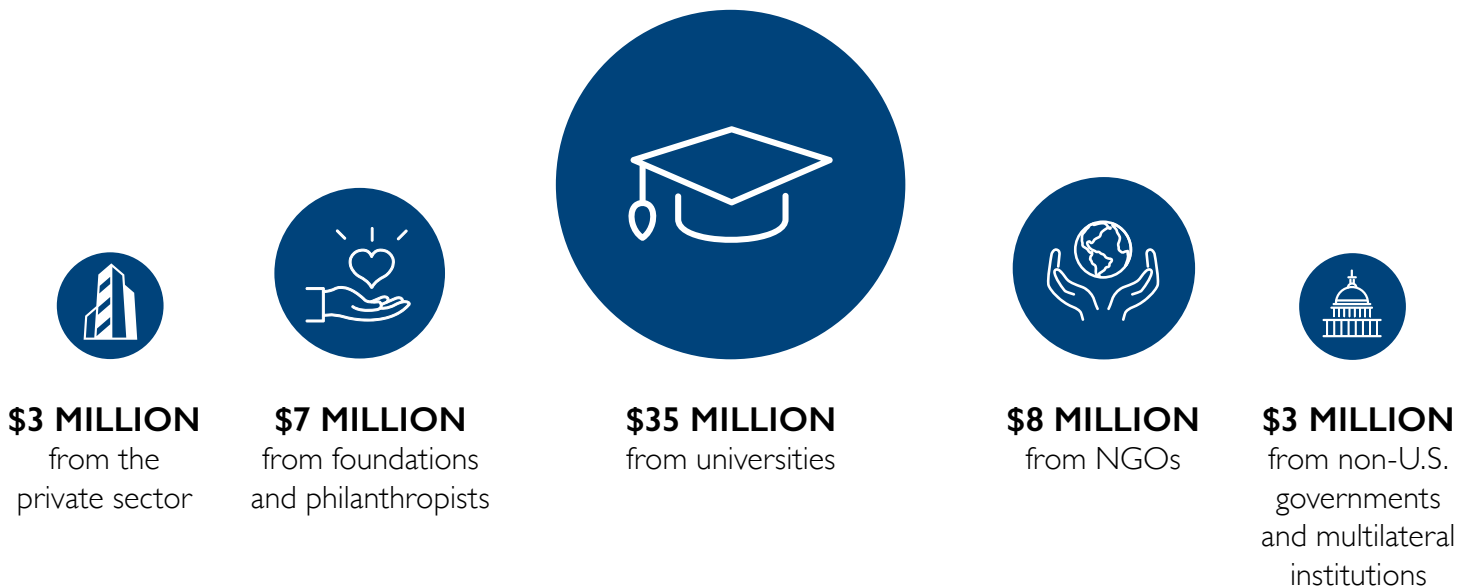 $3 MILLION
from the
private sector
$7 MILLION
from foundations
and philanthropists
$35 MILLION
from universities
$8 MILLION
from NGOs
$3 MILLION
from non-U.S.
governments
and multilateral
institutions